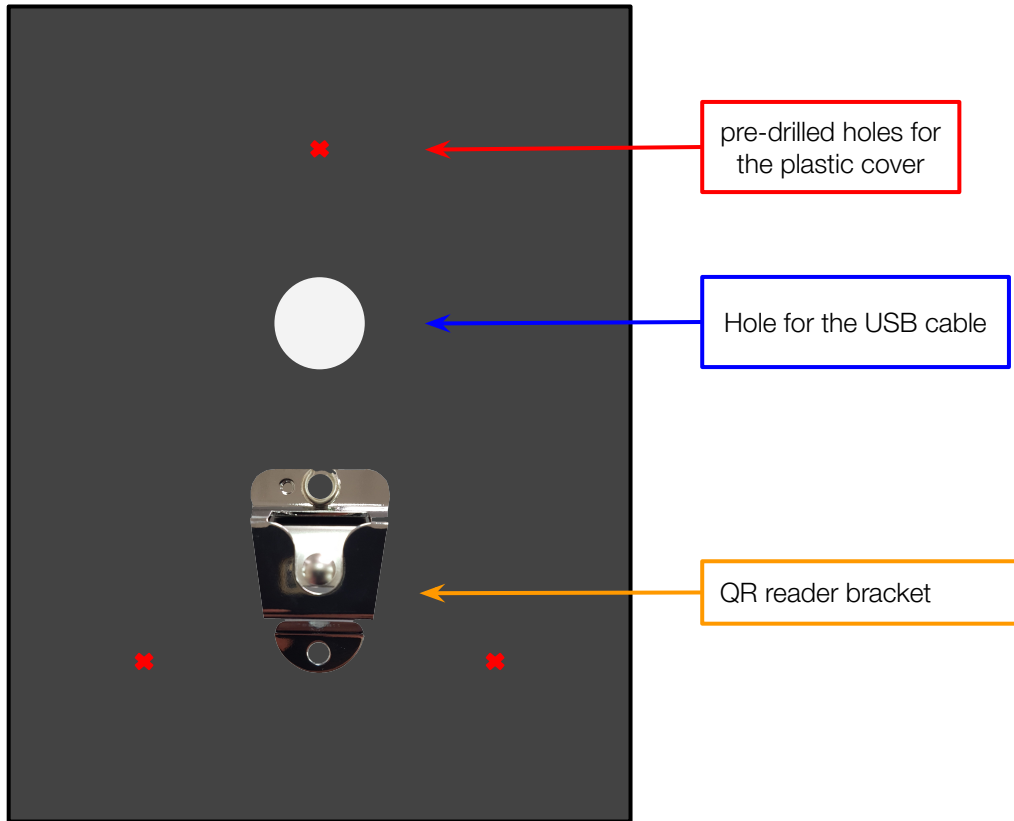 pre-drilled holes for
the plastic cover
Hole for the USB cable
QR reader bracket